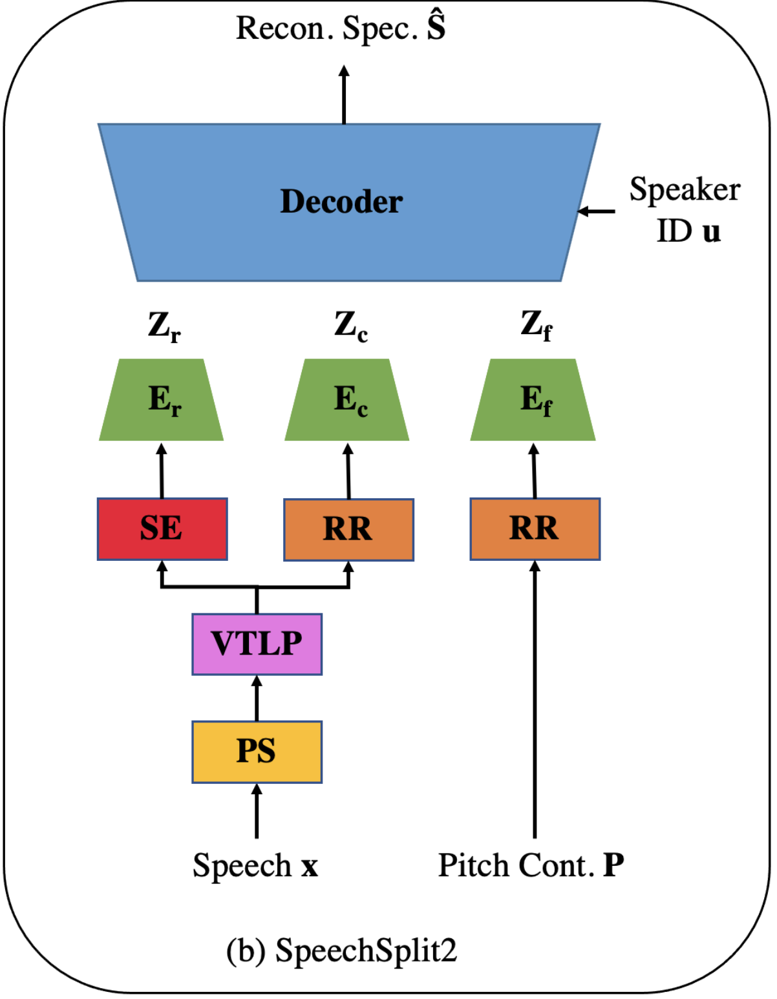 Recon. Spec. Ŝ
Decoder
Speaker
ID u
Zr Zc Zf
Er Ec Ef
SE RR RR
VTLP
PS
Speech x Pitch Cont. P
(b) SpeechSplit2